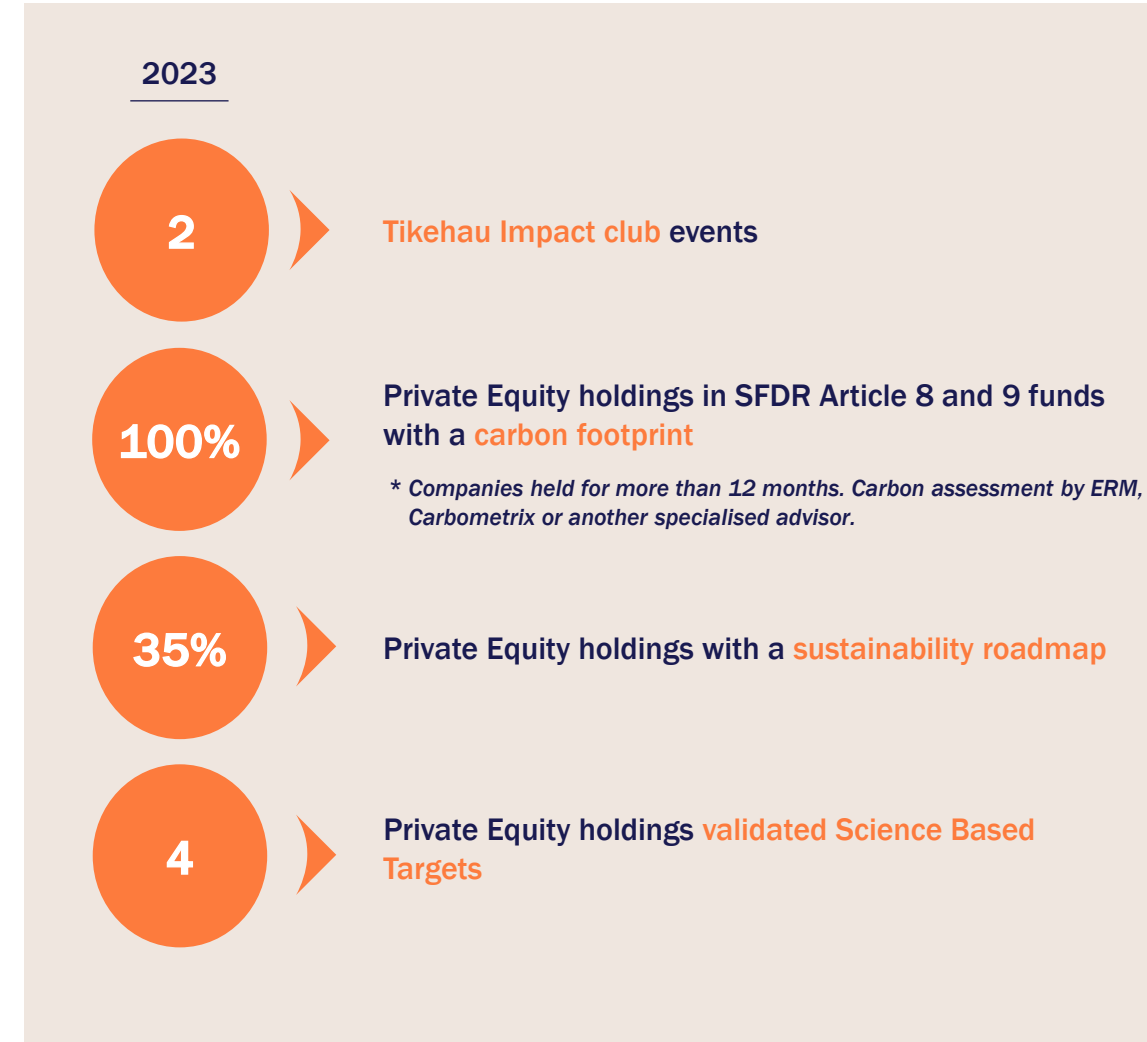 2023
2
Tikehau Impact club events
100%
Private Equity holdings in SFDR Article 8 and 9 funds
with a carbon footprint
* Companies held for more than 12 months. Carbon assessment by ERM,
Carbometrix or another specialised advisor.
35%
Private Equity holdings with a sustainability roadmap
4
Private Equity holdings validated Science Based
Targets